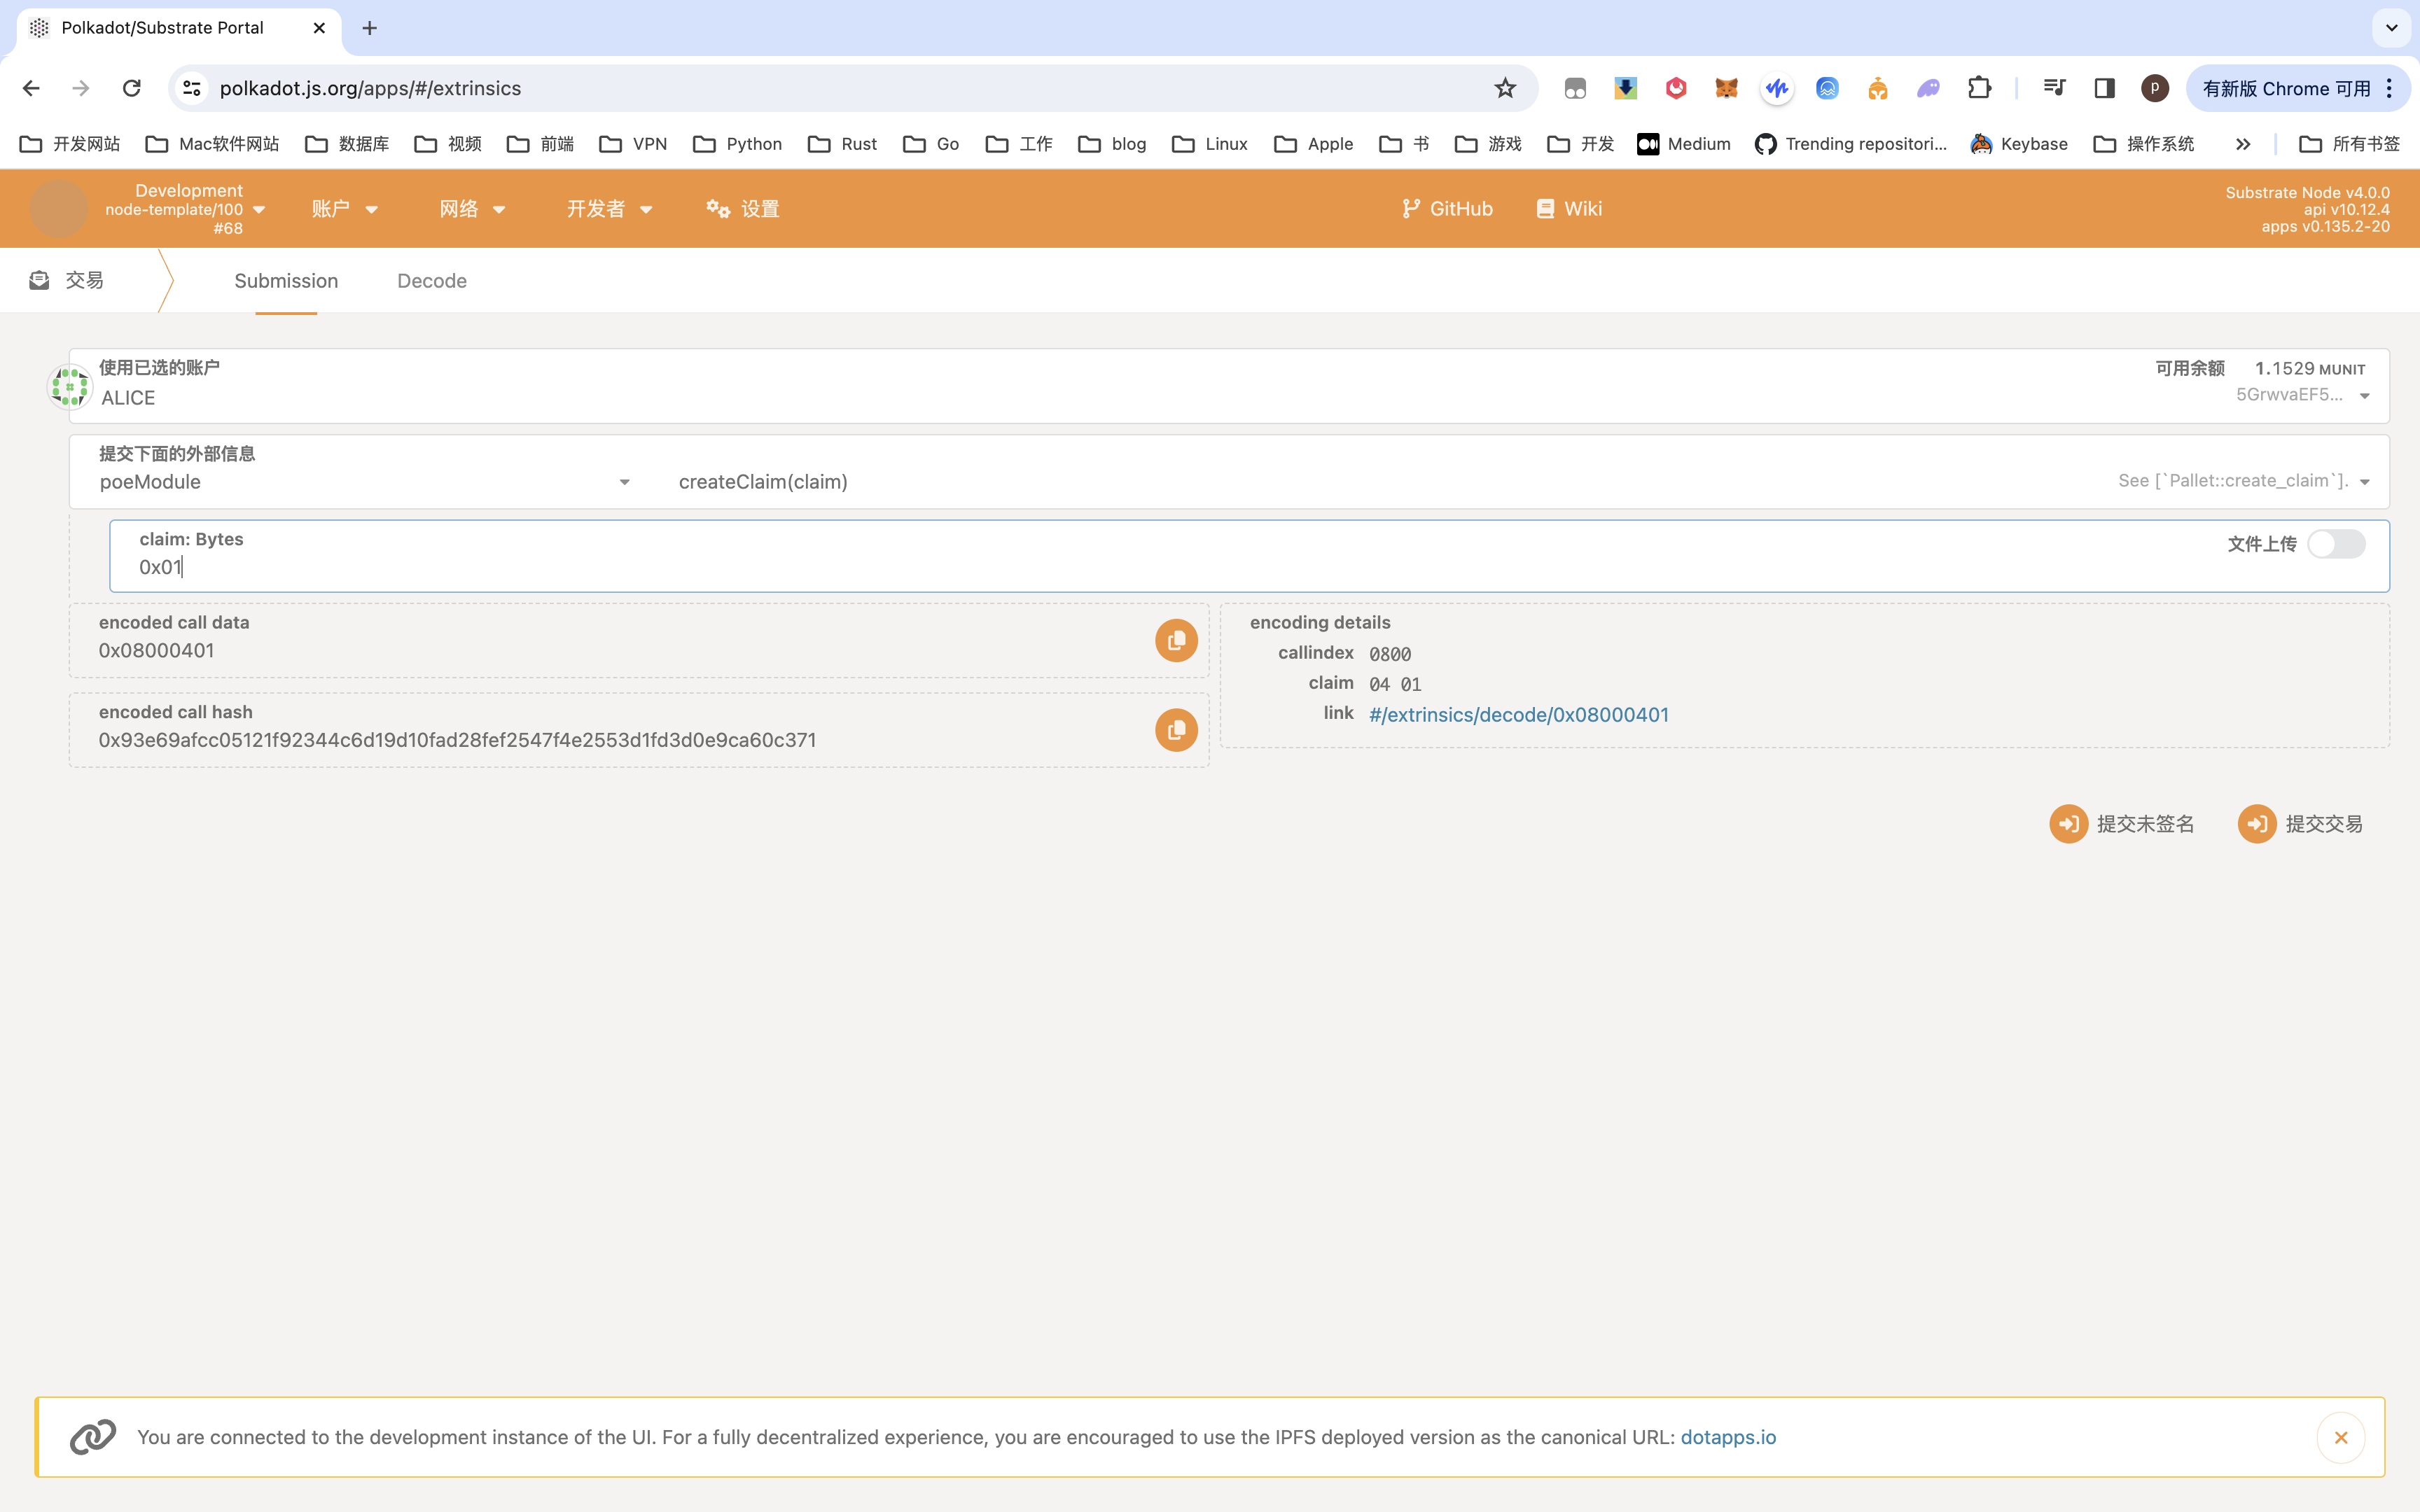 Polkadot/Substrate Portal
polkadot.js.org/apps/#/extrinsics
P
有新版 Chrome 可用
开发网站
Mac软件网站
数据库
视频
前端
VPN
Python
Rust
Go
工作
blog
Linux
Apple
书
游戏
开发
Medium
Trending repositori...
Keybase
操作系统
所有书签
Development
node-template/100
#68
账户
网络
开发者
设置
GitHub
Wiki
Substrate Node v4.0.0
api v10.12.4
apps v0.135.2-20
交易
Submission
Decode
使用已选的账户
ALICE
可用余额 1.1529 MUNIT
5GrwvaEF5...
提交下面的外部信息
poeModule
createClaim(claim)
See [`Pallet::create_claim`].
claim: Bytes
0x01
文件上传
encoded call data
0x08000401
encoded call hash
0x93e69afcc05121f92344c6d19d10fad28fef2547f4e2553d1fd3d0e9ca60c371
encoding details
callindex 0800
claim 04 01
link #/extrinsics/decode/0x08000401
提交未签名
提交交易
You are connected to the development instance of the UI. For a fully decentralized experience, you are encouraged to use the IPFS deployed version as the canonical URL: dotapps.io